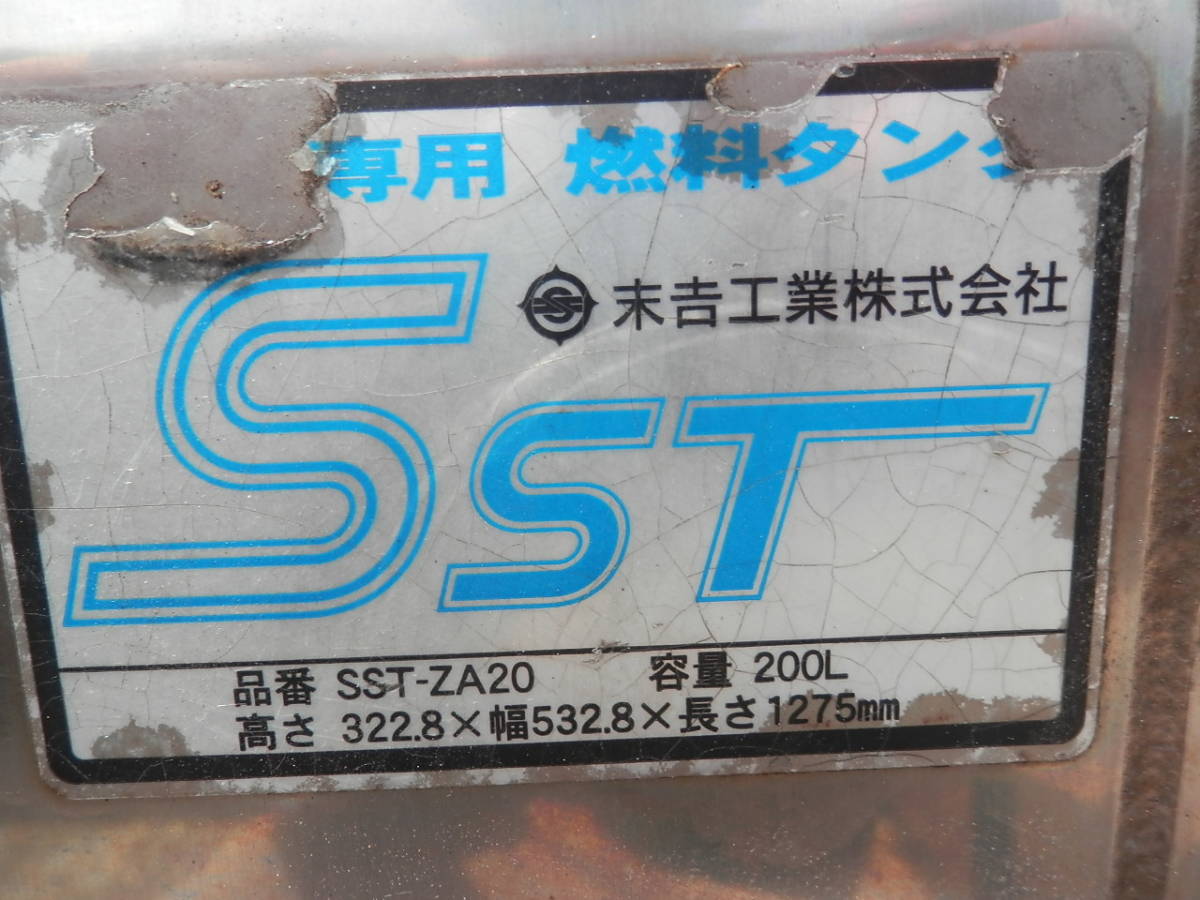 専用 燃料タンク
末吉工業株式会社
SST
品番 SST-ZA20 容量 200L
高さ 322.8×幅532.8×長さ1275mm